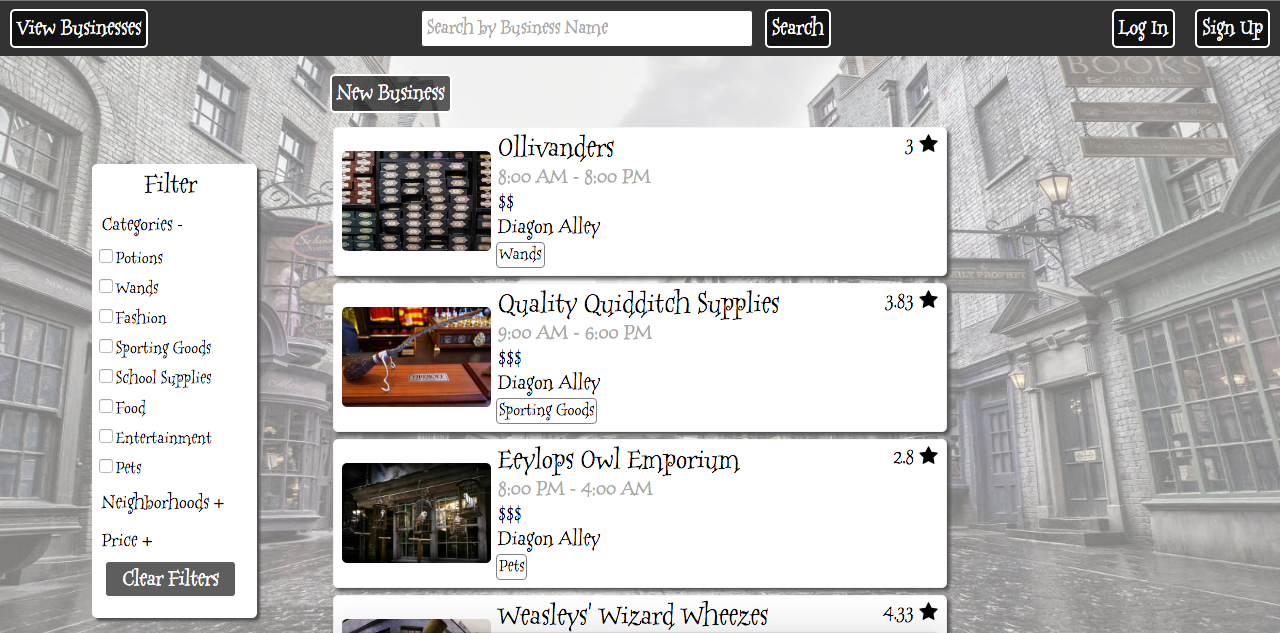 View Businesses
Search by Business Name
Search
Log In
Sign Up
New Business
Filter
Categories -
Potions
Wands
Fashion
Sporting Goods
School Supplies
Food
Entertainment
Pets
Neighborhoods +
Price +
Clear Filters
Ollivanders
3
8:00 AM - 8:00 PM
$$
Diagon Alley
Wands
Quality Quidditch Supplies
3.83
9:00 AM - 6:00 PM
$$$
Diagon Alley
Sporting Goods
Eeylops Owl Emporium
2.8
8:00 PM - 4:00 AM
$$$
Diagon Alley
Pets
Weasleys' Wizard Wheezes
4.33
BOOKS